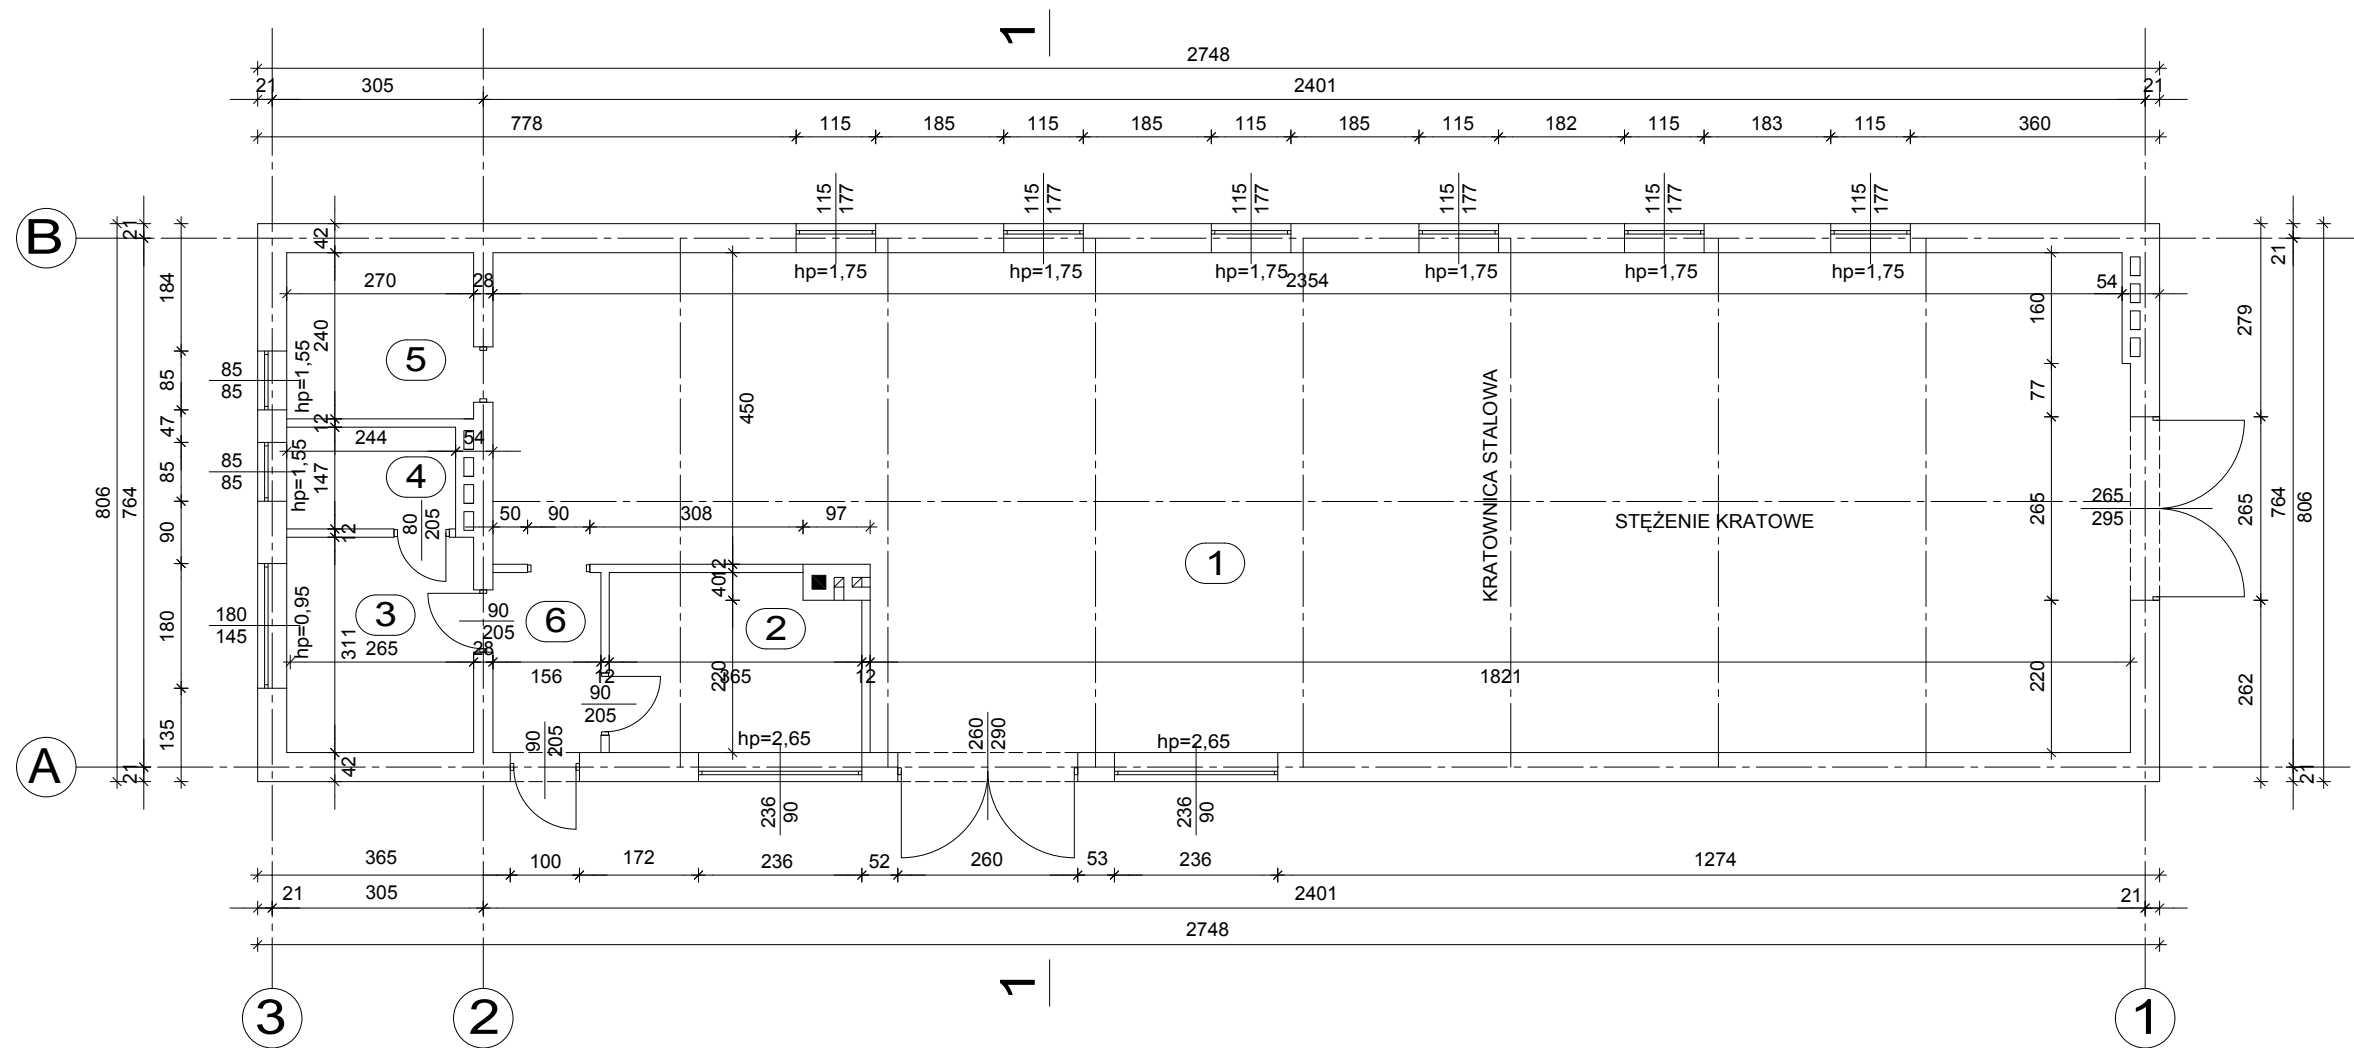 1
2748
21 305 2401 21
778 115 185 115 185 115 185 115 182 115 183 115 360
115 177 115 177 115 177 115 177 115 177 115 177
hp=1,75 hp=1,75 hp=1,75 hp=1,75 hp=1,75 hp=1,75
B
21 42 21
270 28 2354 54
184 240 160 279
5
85 85 85 hp=1,55
450
KRATOWNICA STALOWA
77
47 12
244 54
85 85 85 hp=1,55 147
4
806 764
265 764 806
265
295
265
STĘŻENIE KRATOWE
50 90 308 97
90 12 80 205
12 40
1
3 6 2
180 180 145 hp=0,95 311
90
205
265 28
156 12 365 12 1821
220 220 262
90
205
135
90 205
hp=2,65 260 290 hp=2,65
A
21 42 21
236 90 236 90
365 100 172 236 52 260 53 236 1274
21 305 2401 21
2748
1
3 2 1